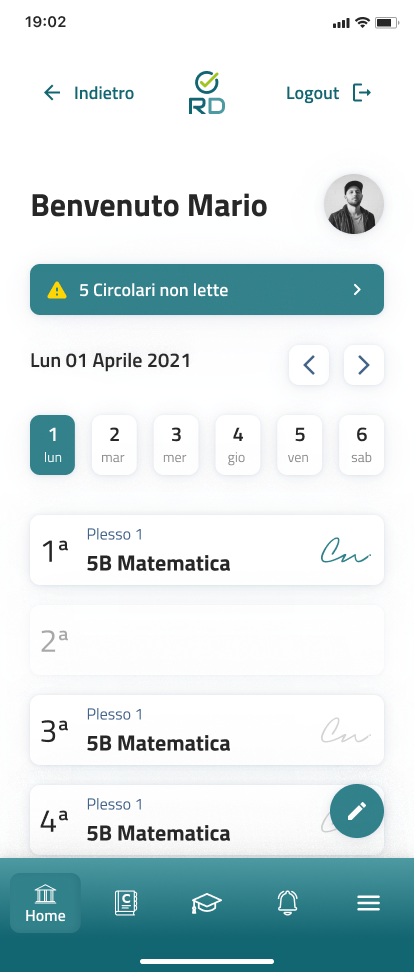 19:02
Indietro
RD
Logout
Benvenuto Mario
5 Circolari non lette
Lun 01 Aprile 2021
1 2 3 4 5 6
lun mar mer gio ven sab
Plesso 1
1ª 5B Matematica
2ª
Plesso 1
3ª 5B Matematica
Plesso 1
4ª 5B Matematica
C
Home